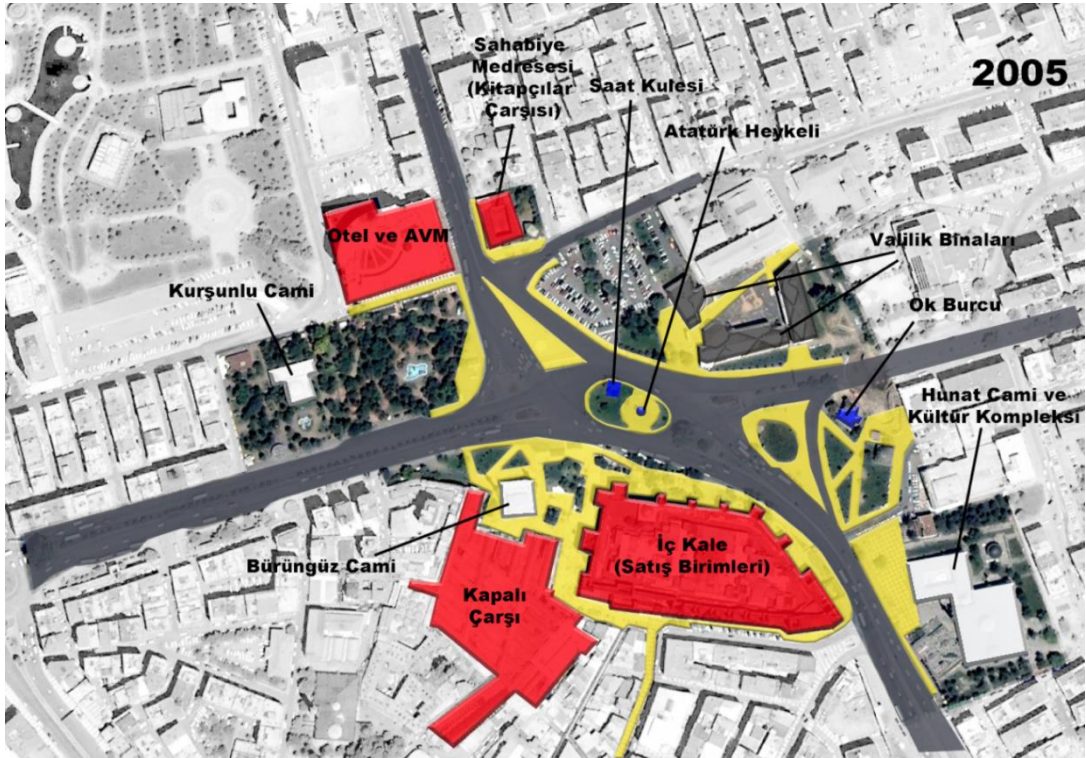 2005
Sahabiye
Medresesi
(Kitapçılar
Çarşısı)
Saat Kulesi
Atatürk Heykeli
Otel ve AVM
Valilik Binaları
Kurşunlu Cami
Ok Burcu
Hunat Cami ve
Kültür Kompleksi
İç Kale
(Satış Birimleri)
Bürüngüz Cami
Kapalı
Çarşı